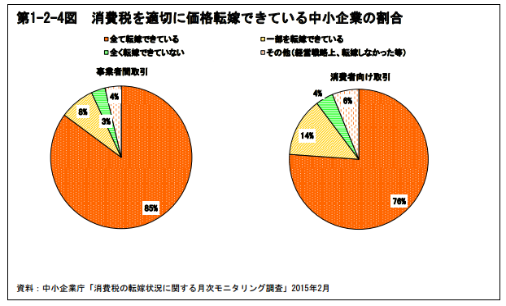 第1-2-4図　消費税を適切に価格転嫁できている中小企業の割合
全て転嫁できている　一部を転嫁できている
全く転嫁できていない　その他(経営戦略上、転嫁しなかった等)
事業者間取引
4%
8%
3%
85%
消費者向け取引
4%
6%
14%
76%
資料：中小企業庁「消費税の転嫁状況に関する月次モニタリング調査」2015年2月